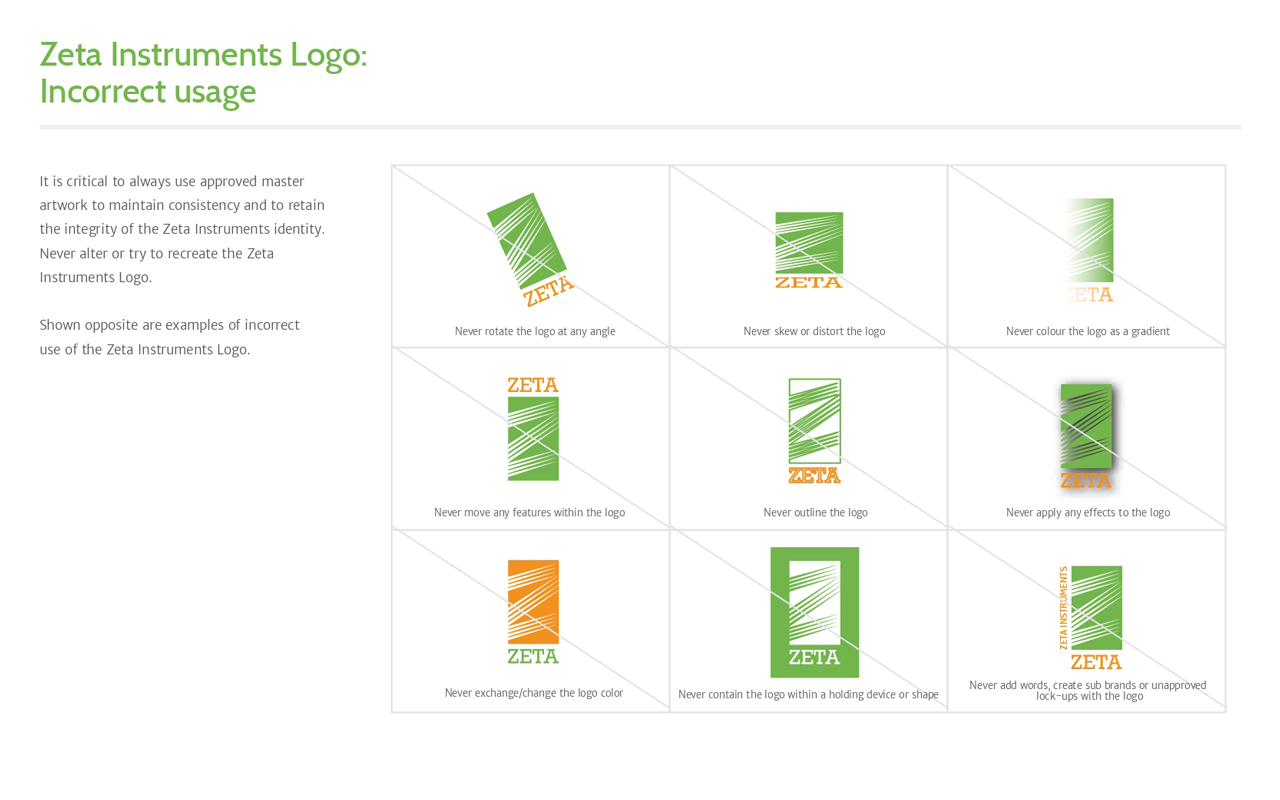 Zeta Instruments Logo:
Incorrect usage
It is critical to always use approved master
artwork to maintain consistency and to retain
the integrity of the Zeta Instruments identity.
Never alter or try to recreate the Zeta
Instruments Logo.
Shown opposite are examples of incorrect
use of the Zeta Instruments Logo.
ZETA
Never rotate the logo at any angle
ZETA
Never skew or distort the logo
ZETA
Never colour the logo as a gradient
ZETA
Never move any features within the logo
ZETA
Never outline the logo
ZETA
Never apply any effects to the logo
ZETA
Never exchange/change the logo color
ZETA
Never contain the logo within a holding device or shape
ZETA INSTRUMENTS
ZETA
Never add words, create sub brands or unapproved
lock-ups with the logo